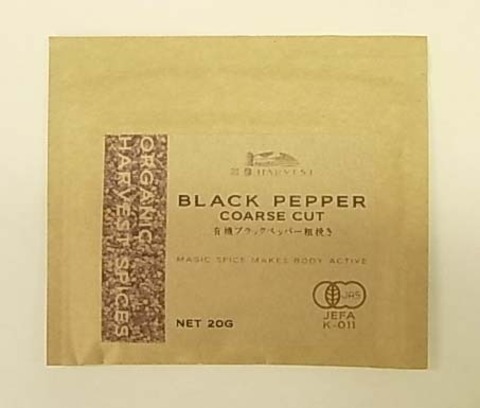 HARVEST
BLACK PEPPER
COARSE CUT
有機ブラックペッパー粗挽き
MAGIC SPICE MAKES BODY ACTIVE
ORGANIC
HARVEST SPICES
NET 20G
JAS
JEFA
K-011